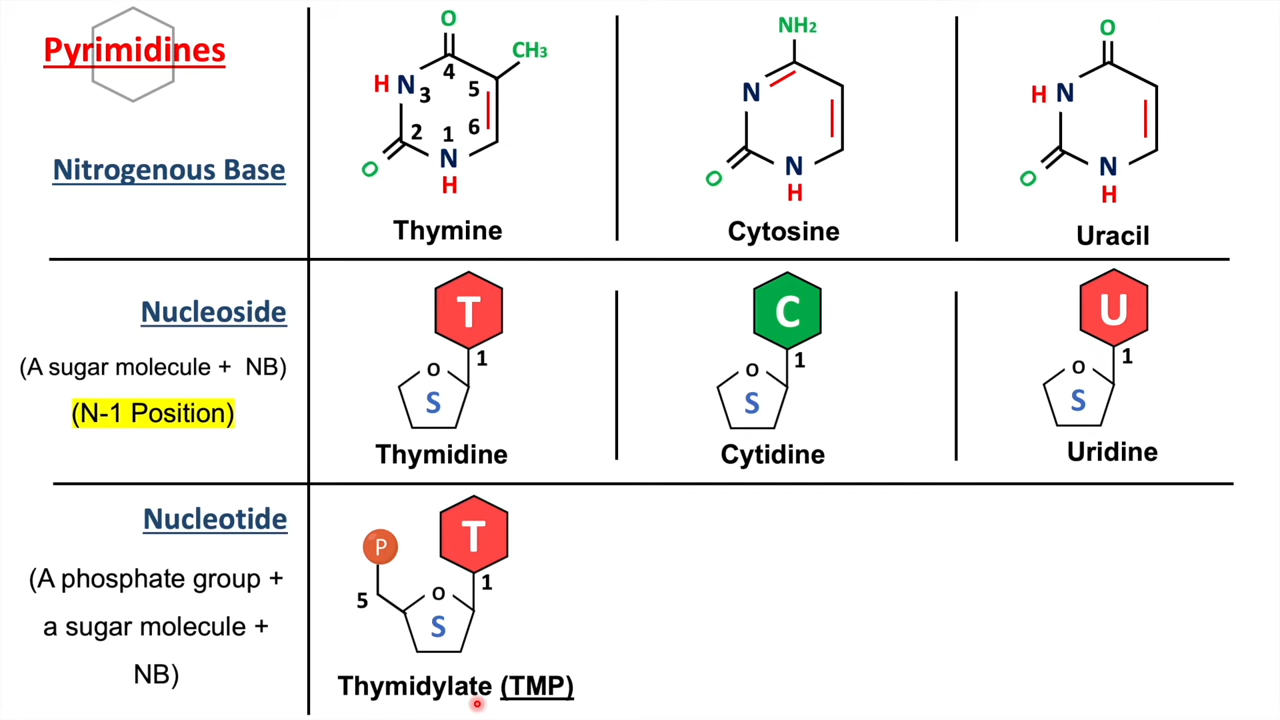 Pyrimidines
Nitrogenous Base
O
CH₃
4
H N 3
5
2 1 6
O
N
H
Thymine
NH₂
N
O
N
H
Cytosine
O
H N
O
N
H
Uracil
Nucleoside
(A sugar molecule + NB)
(N-1 Position)
T
1
O
S
Thymidine
C
1
O
S
Cytidine
U
1
O
S
Uridine
Nucleotide
(A phosphate group +
a sugar molecule +
NB)
P
T
1
5
O
S
Thymidylate (TMP)